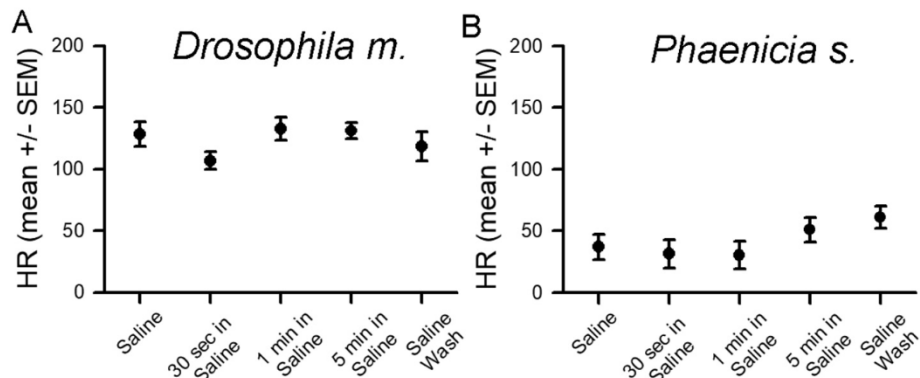 A
Drosophila m.
HR (mean +/- SEM)
200
150
100
50
0
Saline
30 sec in
Saline
1 min in
Saline
5 min in
Saline
Saline
Wash
B
Phaenicia s.
HR (mean +/- SEM)
200
150
100
50
0
Saline
30 sec in
Saline
1 min in
Saline
5 min in
Saline
Saline
Wash